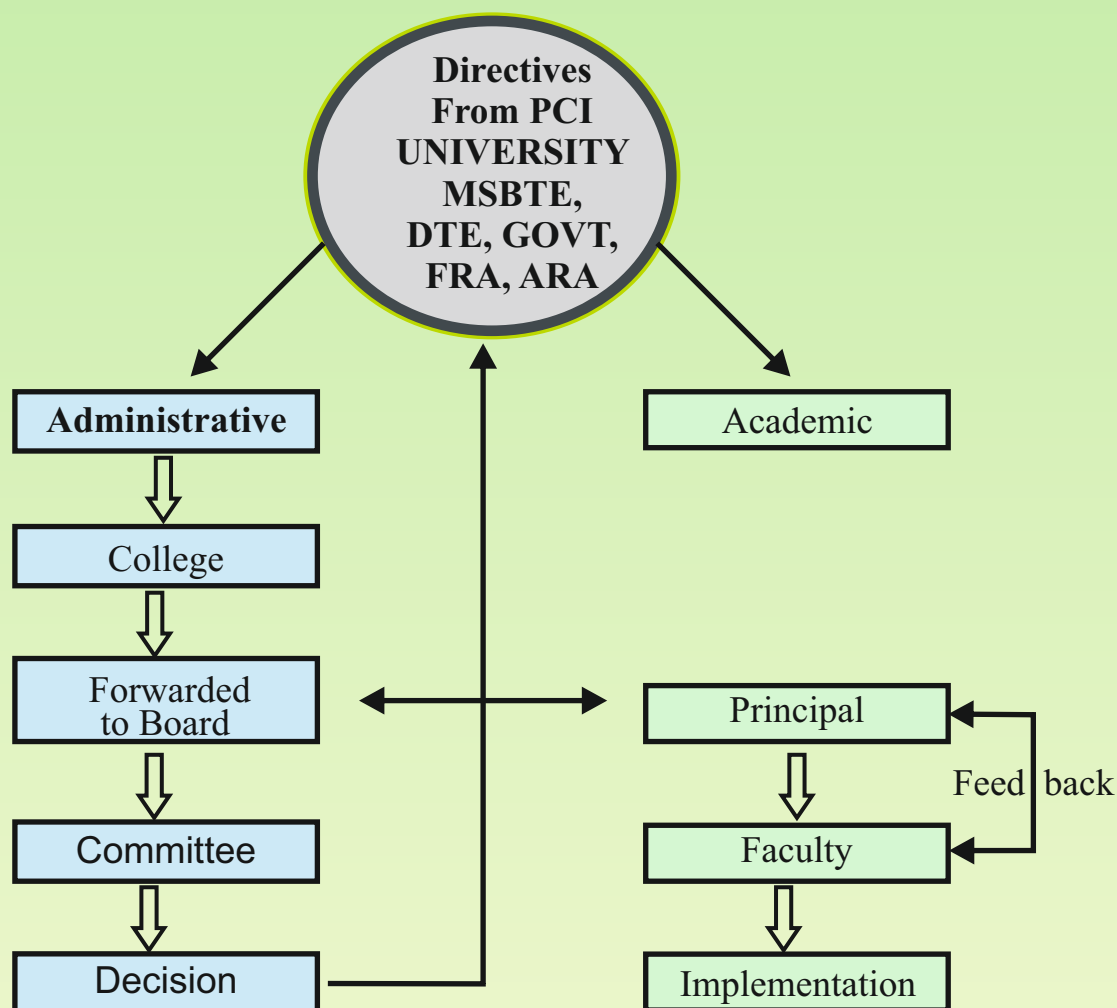 Directives
From PCI
UNIVERSITY
MSBTE,
DTE, GOVT,
FRA, ARA
Administrative
Academic
College
Forwarded
to Board
Principal
Feed back
Committee
Faculty
Decision
Implementation